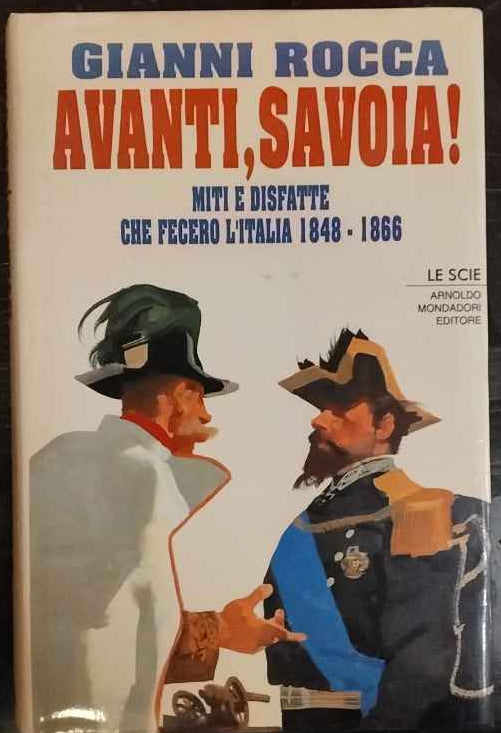 GIANNI ROCCA
AVANTI, SAVOIA!
MITI E DISFATTE
CHE FECERO L'ITALIA 1848 - 1866
LE SCIE
ARNOLDO
MONDADORI
EDITORE